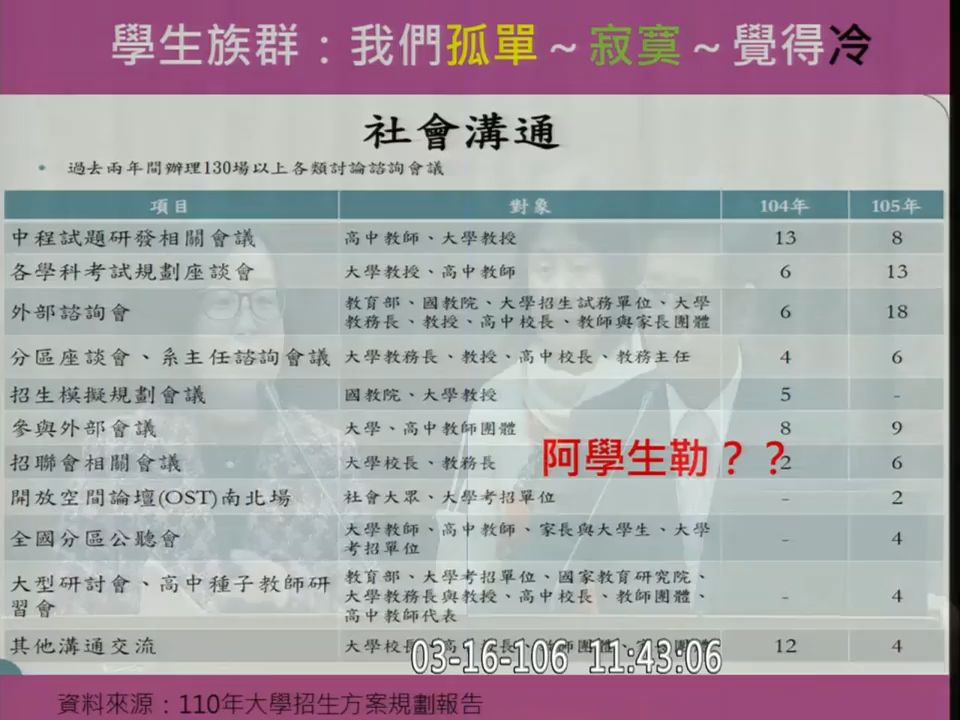 學生族群：我們孤單～寂寞～覺得冷
社會溝通
• 過去兩年間辦理130場以上各類討論諮詢會議
項目 對象 104年 105年
中程試題研發相關會議 高中教師、大學教授 13 8
各學科考試規劃座談會 大學教授、高中教師 6 13
外部諮詢會 教育部、國教院、大學招生試務單位、大學 6 18
教務長、教授、高中校長、教師與家長團體
分區座談會、系主任諮詢會議 大學教務長、教授、高中校長、教務主任 4 6
招生模擬規劃會議 國教院、大學教授 5 -
參與外部會議 大學、高中教師團體 8 9
招聯會相關會議 大學校長、教務長 2 6
阿學生勒？？
開放空間論壇(OST)南北場 社會大眾、大學考招單位 - 2
全國分區公聽會 大學教師、高中教師、家長與大學生、大學 - 4
考招單位
大型研討會、高中種子教師研習會 教育部、大學考招單位、國家教育研究院、 - 4
大學教務長與教授、高中校長、教師團體、
高中教師代表
其他溝通交流 大學校長、高中校長、教師團體、 12 4
03-16-106 11:43:06
資料來源：110年大學招生方案規劃報告